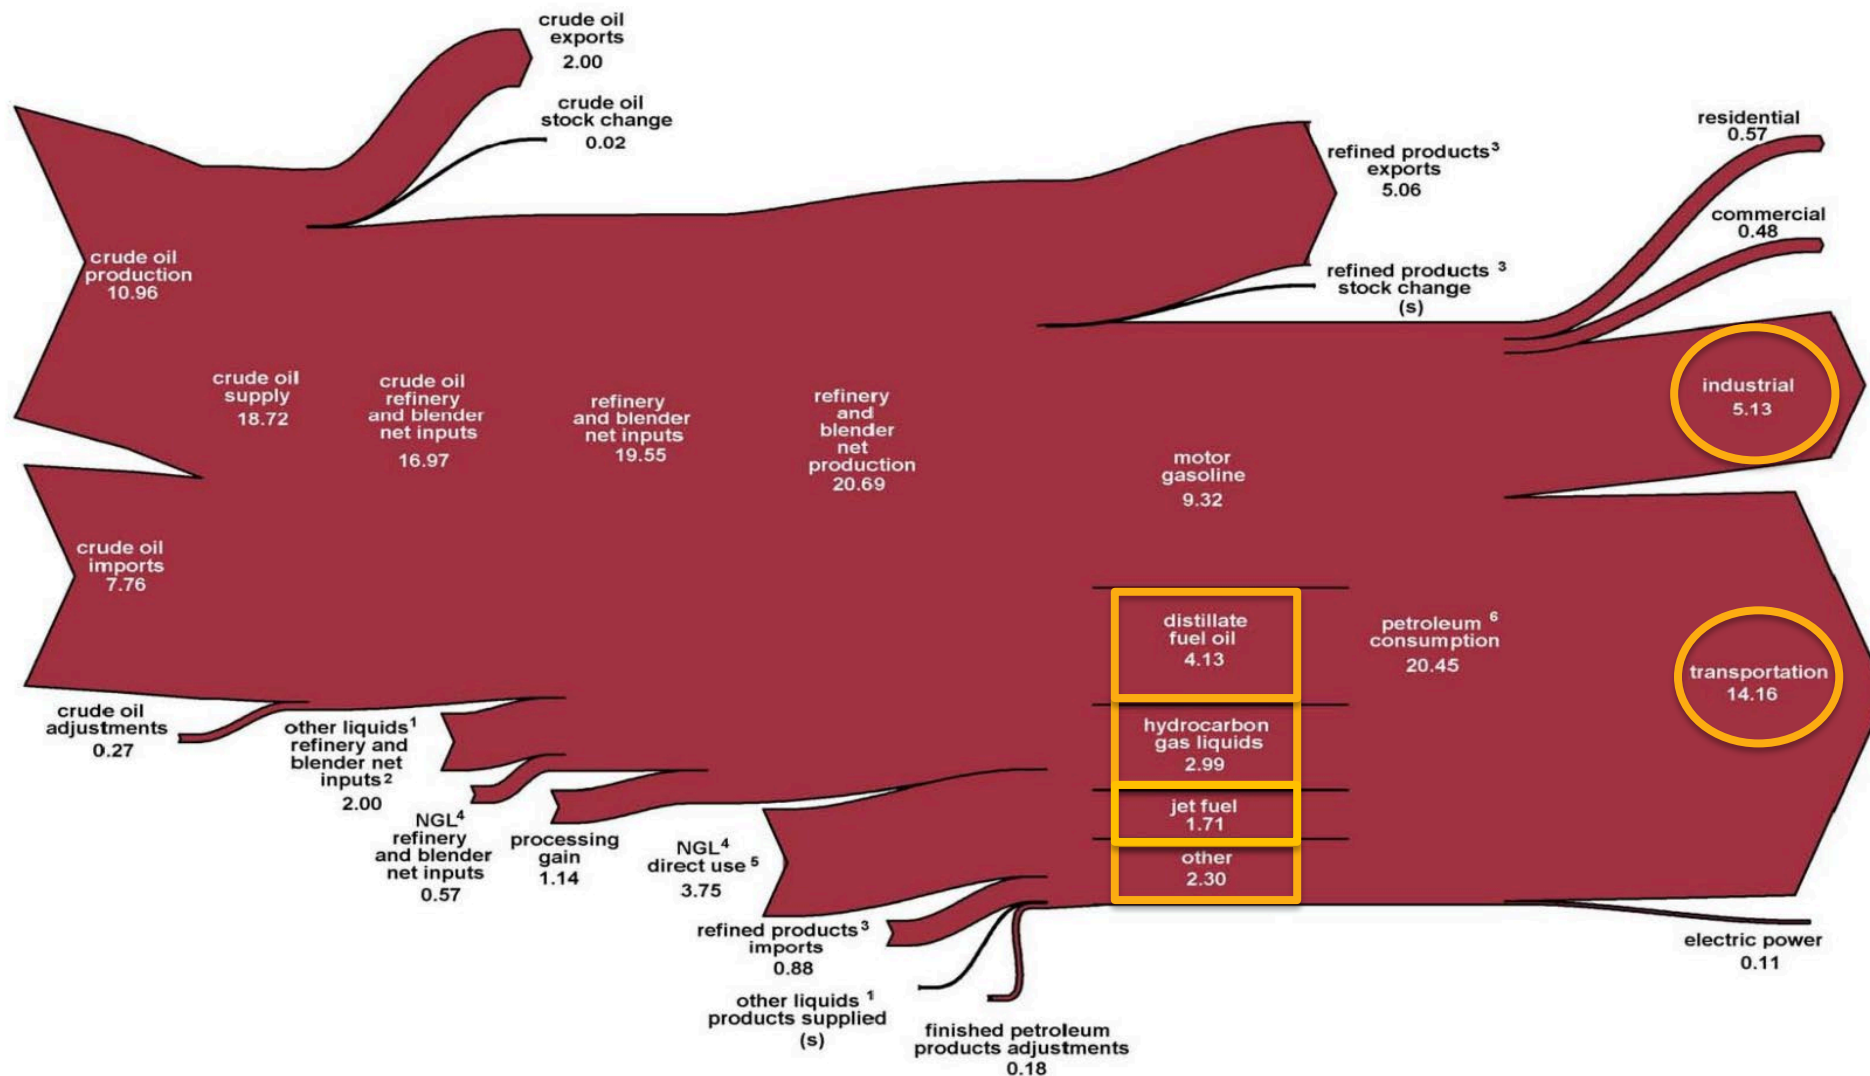 crude oil
exports
2.00
crude oil
stock change
0.02
residential
0.57
refined products³
exports
5.06
commercial
0.48
crude oil
production
10.96
refined products ³
stock change
(s)
crude oil
supply
18.72
crude oil
refinery
and blender
net inputs
16.97
refinery
and blender
net inputs
19.55
refinery
and
blender
net
production
20.69
motor
gasoline
9.32
industrial
5.13
crude oil
imports
7.76
distillate
fuel oil
4.13
petroleum ⁶
consumption
20.45
transportation
14.16
hydrocarbon
gas liquids
2.99
jet fuel
1.71
other
2.30
crude oil
adjustments
0.27
other liquids¹
refinery and
blender net
inputs²
2.00
NGL⁴
refinery
and blender
net inputs
0.57
processing
gain
1.14
NGL⁴
direct use ⁵
3.75
refined products³
imports
0.88
other liquids ¹
products supplied
(s)
finished petroleum
products adjustments
0.18
electric power
0.11